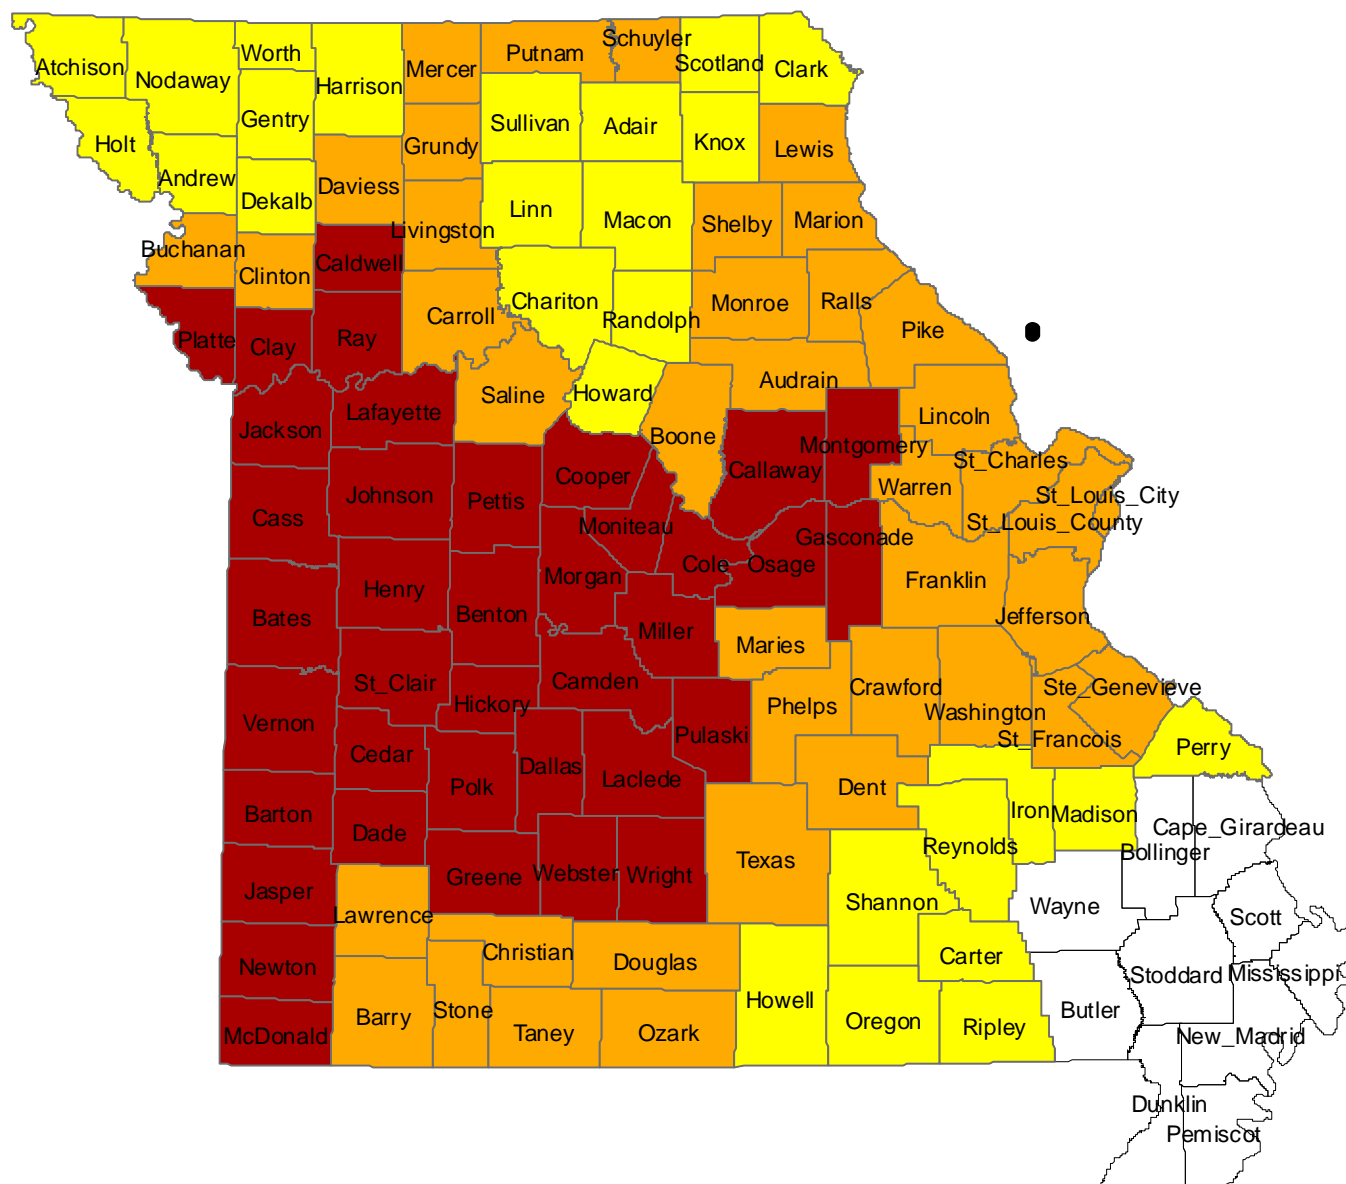 Schuyler
Worth
Putnam
Scotland
Atchison
Nodaway
Harrison
Mercer
Clark
Gentry
Sullivan
Adair
Holt
Grundy
Knox
Lewis
Andrew
Daviess
Dekalb
Linn
Macon
Shelby
Marion
Livingston
Buchanan
Caldwell
Clinton
Chariton
Monroe
Ralls
Carroll
Randolph
Pike
Platte
Clay
Ray
Audrain
Saline
Howard
Lafayette
Lincoln
Jackson
Boone
Montgomery
St_Charles
Callaway
Cooper
Warren
Johnson
Pettis
St_Louis_City
Cass
Moniteau
St_Louis_County
Gasconade
Cole
Osage
Morgan
Franklin
Henry
Benton
Bates
Jefferson
Miller
Maries
St_Clair
Camden
Crawford
Ste_Genevieve
Hickory
Phelps
Washington
Vernon
Pulaski
St_Francois
Perry
Cedar
Dallas
Laclede
Polk
Dent
Barton
Iron
Madison
Cape_Girardeau
Dade
Reynolds
Bollinger
Texas
Webster
Wright
Greene
Jasper
Shannon
Wayne
Lawrence
Scott
Christian
Carter
Douglas
Newton
Stoddard
Mississippi
Howell
Stone
Butler
Barry
Oregon
Ripley
Taney
Ozark
McDonald
New_Madrid
Dunklin
Pemiscot